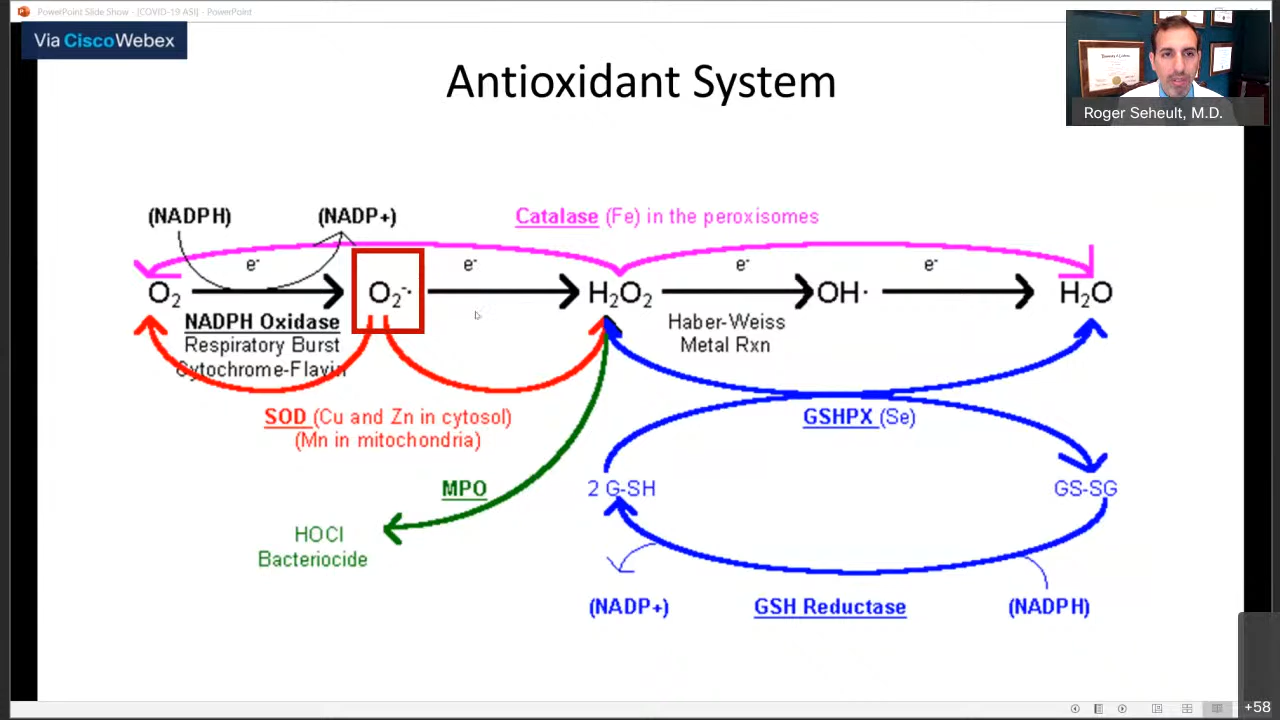 PowerPoint Slide Show - [COVID-19 ASI] - PowerPoint
Via CiscoWebex
Roger Seheult, M.D.
Antioxidant System
(NADPH)
(NADP+)
Catalase (Fe) in the peroxisomes
e-
e-
e-
e-
O2
O2-·
H2O2
OH·
H2O
NADPH Oxidase
Respiratory Burst
Cytochrome-Flavin
Haber-Weiss
Metal Rxn
SOD (Cu and Zn in cytosol)
(Mn in mitochondria)
GSHPX (Se)
MPO
2 G-SH
GS-SG
HOCl
Bacteriocide
(NADP+)
GSH Reductase
(NADPH)
+58